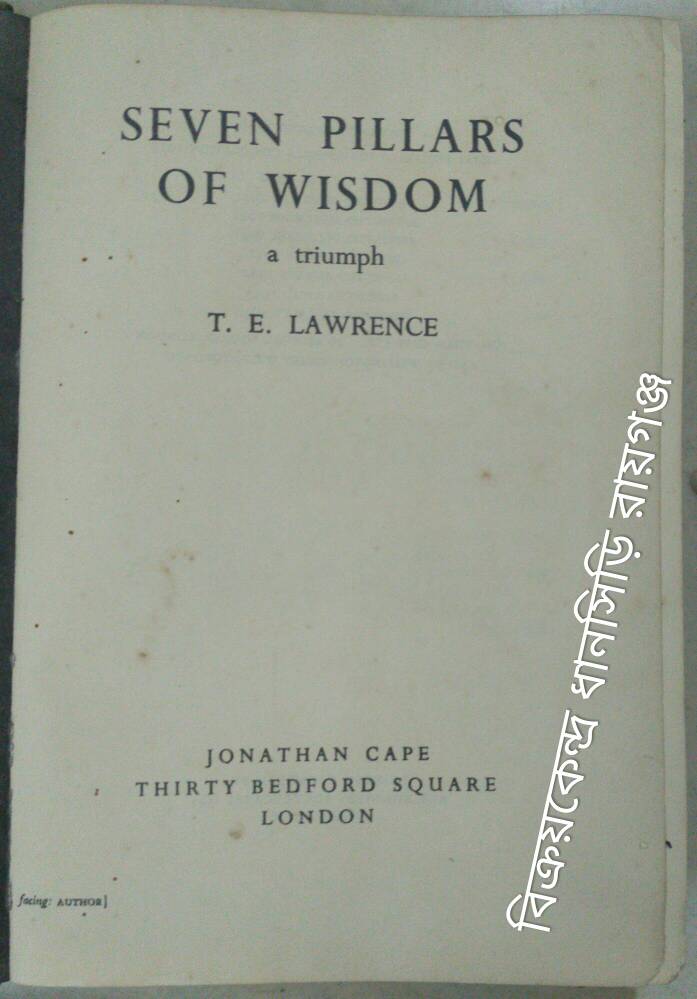 SEVEN PILLARS
OF WISDOM
a triumph
T. E. LAWRENCE
JONATHAN CAPE
THIRTY BEDFORD SQUARE
LONDON
facing: AUTHOR]
বিক্রয়কেন্দ্র ধানসিড়ি রায়গঞ্জ